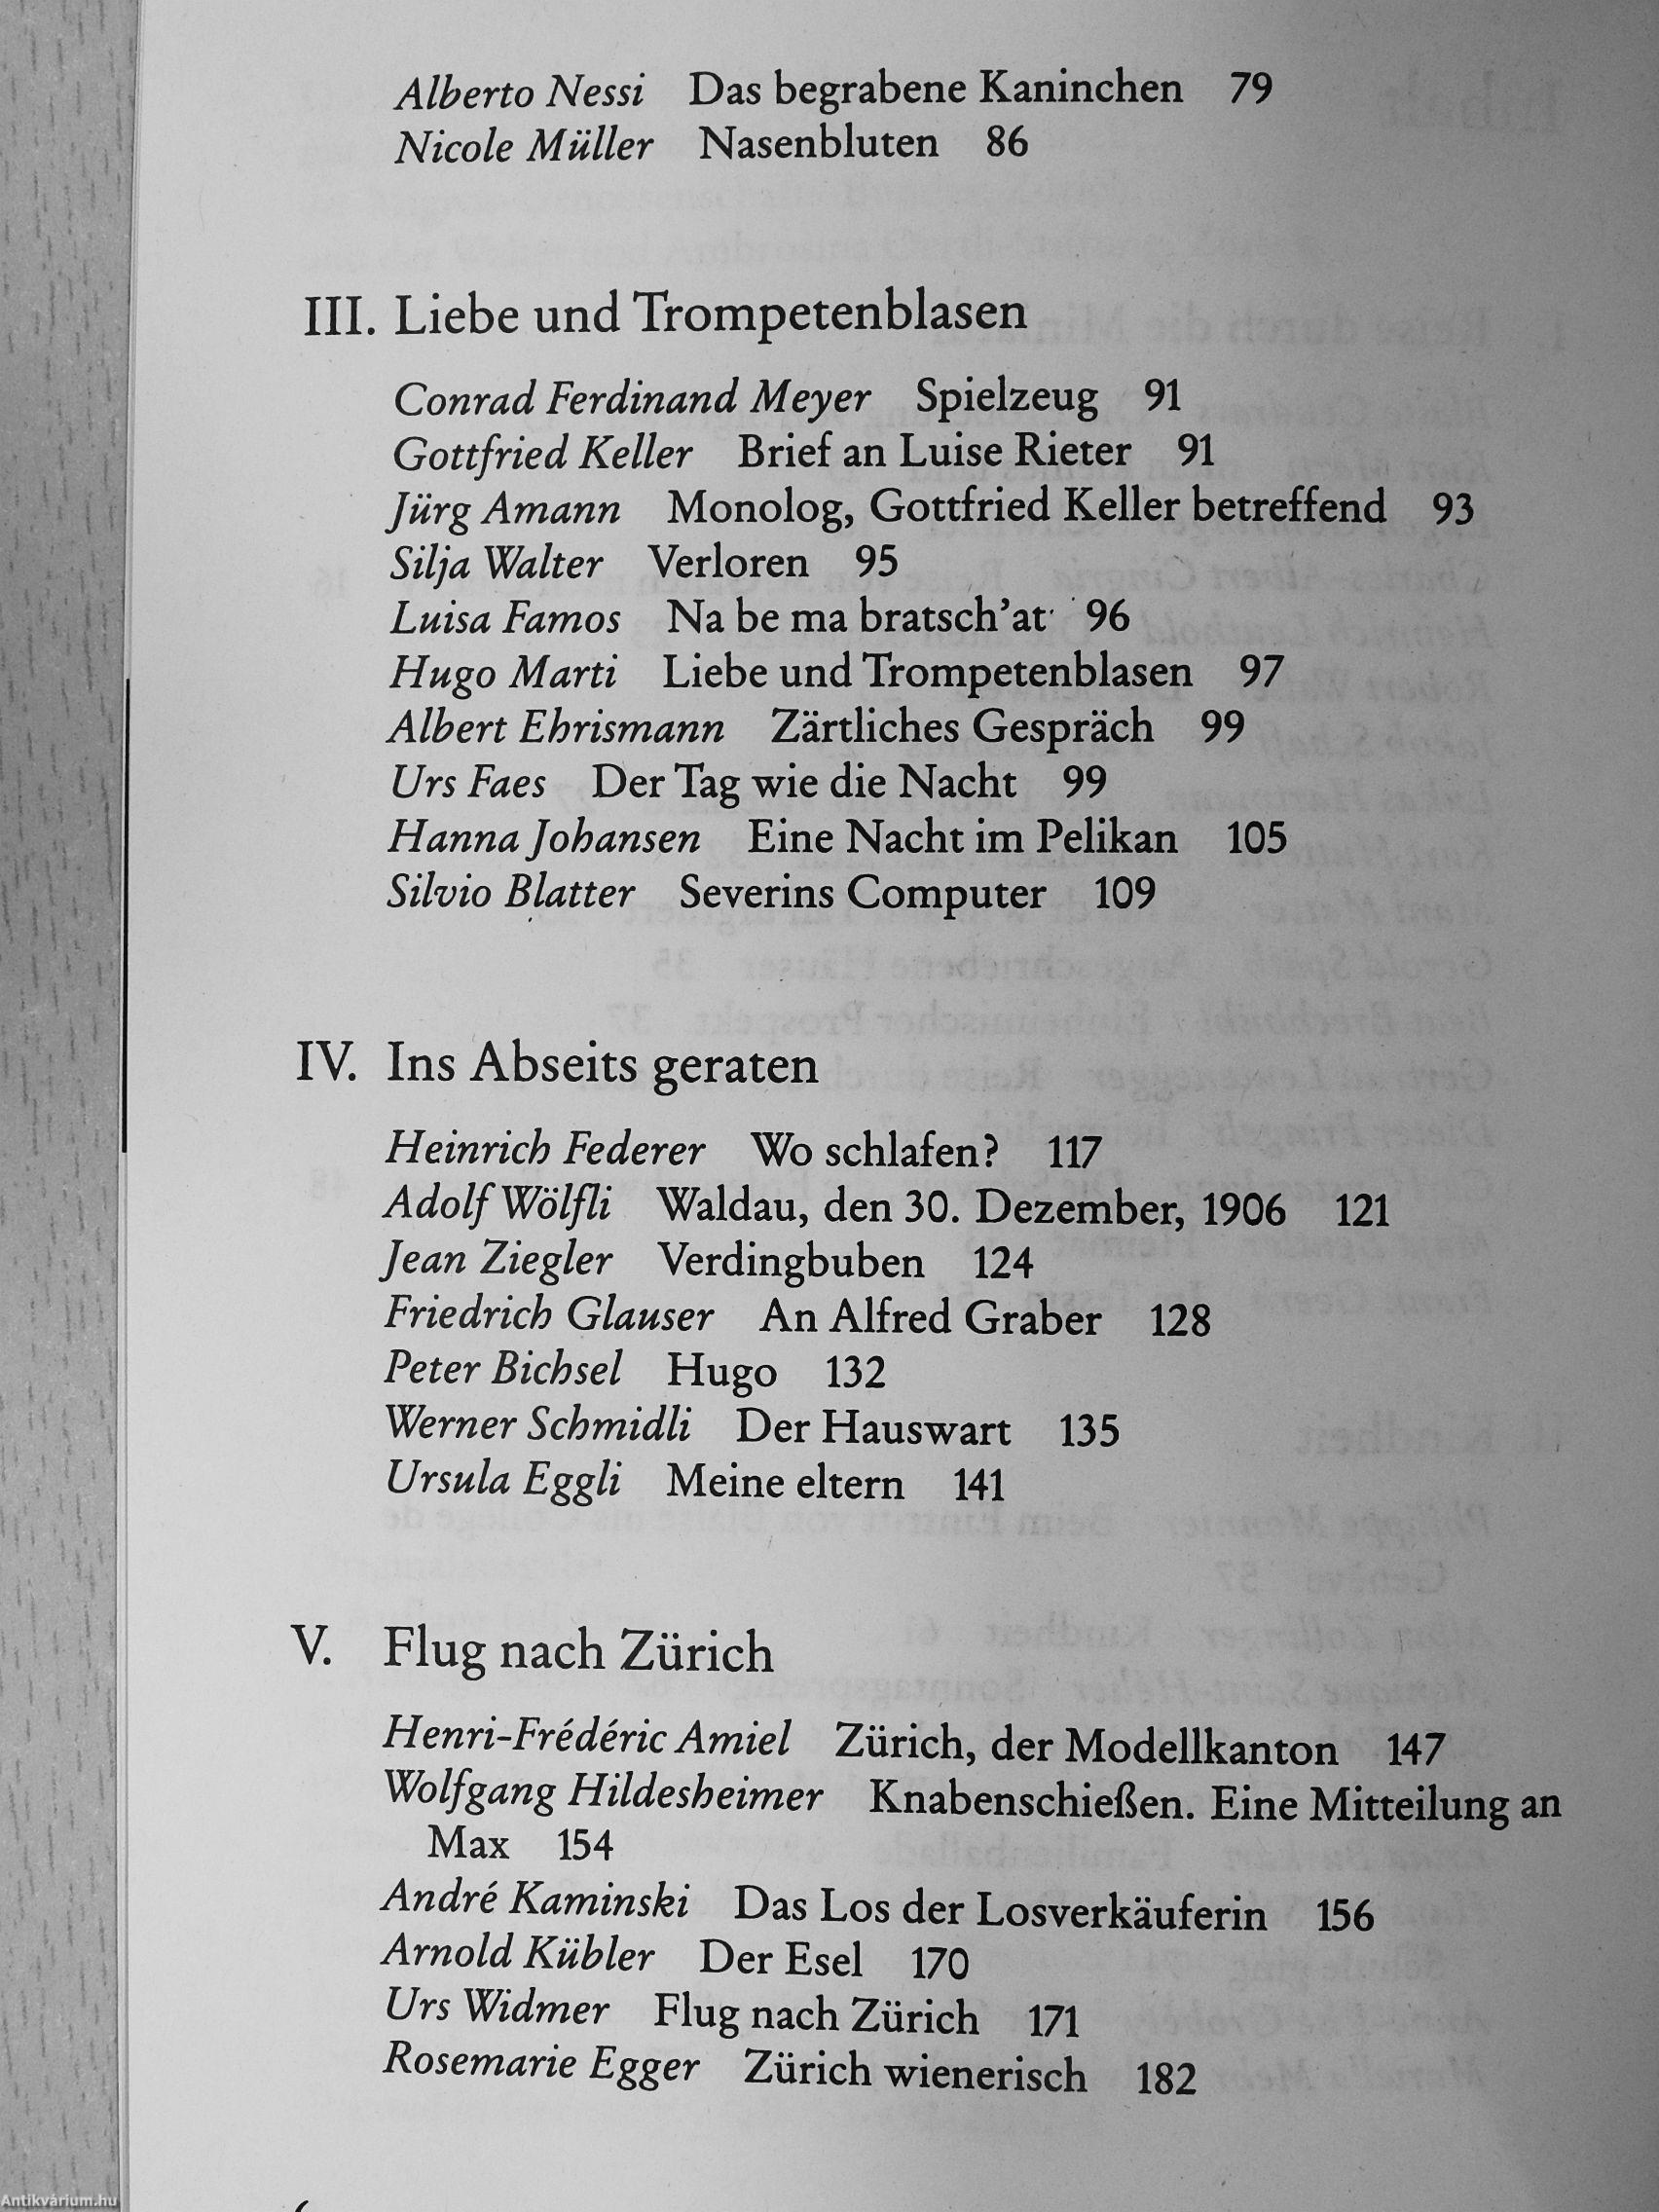 Alberto Nessi Das begrabene Kaninchen 79
Nicole Müller Nasenbluten 86
III. Liebe und Trompetenblasen
Conrad Ferdinand Meyer Spielzeug 91
Gottfried Keller Brief an Luise Rieter 91
Jürg Amann Monolog, Gottfried Keller betreffend 93
Silja Walter Verloren 95
Luisa Famos Na be ma bratsch’at 96
Hugo Marti Liebe und Trompetenblasen 97
Albert Ehrismann Zärtliches Gespräch 99
Urs Faes Der Tag wie die Nacht 99
Hanna Johansen Eine Nacht im Pelikan 105
Silvio Blatter Severins Computer 109
IV. Ins Abseits geraten
Heinrich Federer Wo schlafen? 117
Adolf Wölfli Waldau, den 30. Dezember, 1906 121
Jean Ziegler Verdingbuben 124
Friedrich Glauser An Alfred Graber 128
Peter Bichsel Hugo 132
Werner Schmidli Der Hauswart 135
Ursula Eggli Meine eltern 141
V. Flug nach Zürich
Henri-Frédéric Amiel Zürich, der Modellkanton 147
Wolfgang Hildesheimer Knabenschießen. Eine Mitteilung an
Max 154
André Kaminski Das Los der Losverkäuferin 156
Arnold Kübler Der Esel 170
Urs Widmer Flug nach Zürich 171
Rosemarie Egger Zürich wienerisch 182
Antikvárium.hu